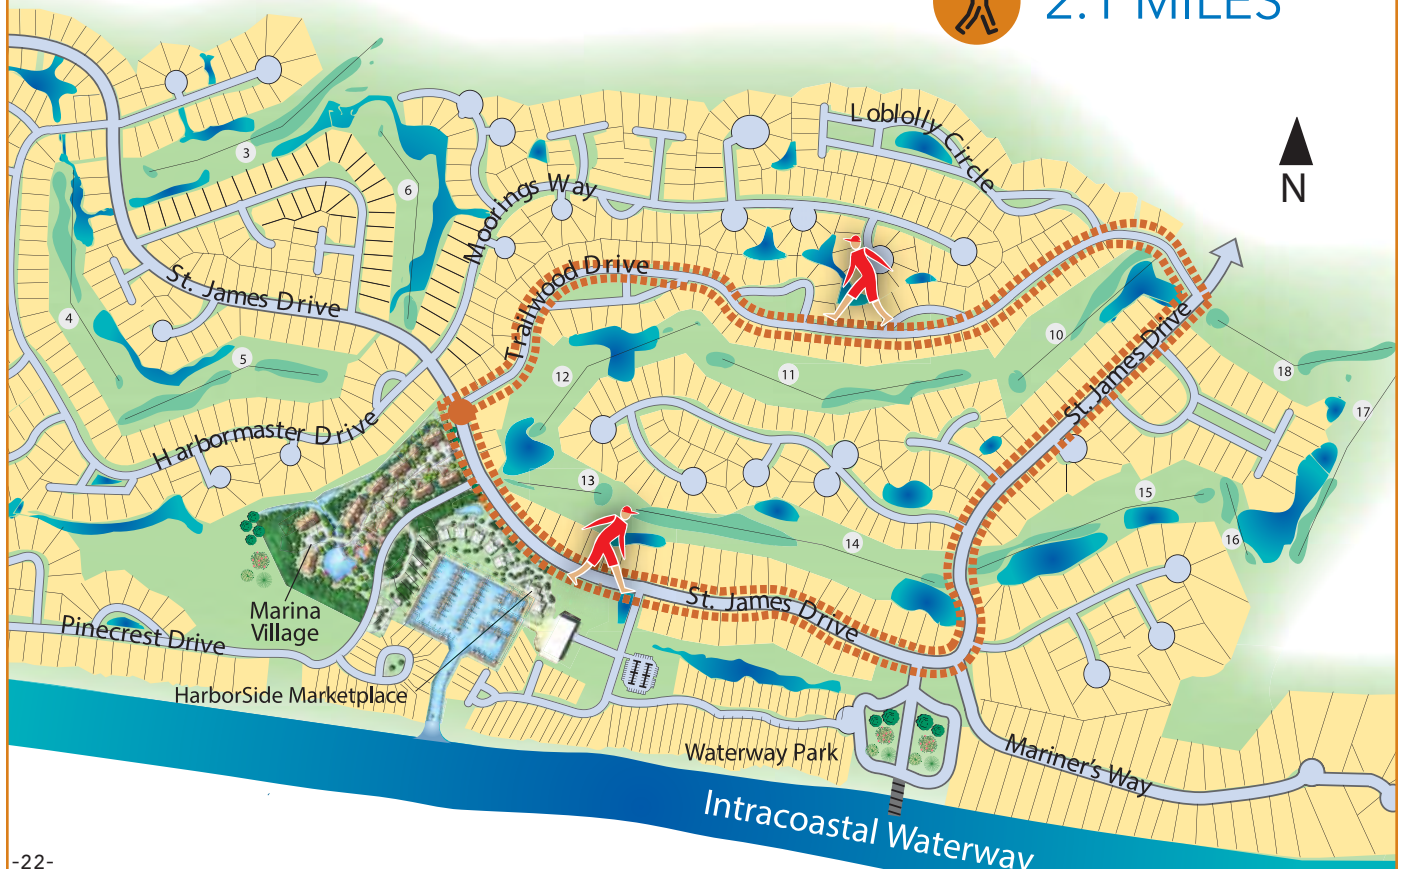 2.1 MILES
Loblolly Circle
N
3
6
Moorings Way
Trailwood Drive
St. James Drive
4
5
10
St. James Drive
11
12
18
17
Harbormaster Drive
13
15
14
16
Marina
Village
St. James Drive
Pinecrest Drive
HarborSide Marketplace
Waterway Park
Mariner's Way
Intracoastal Waterway
-22-